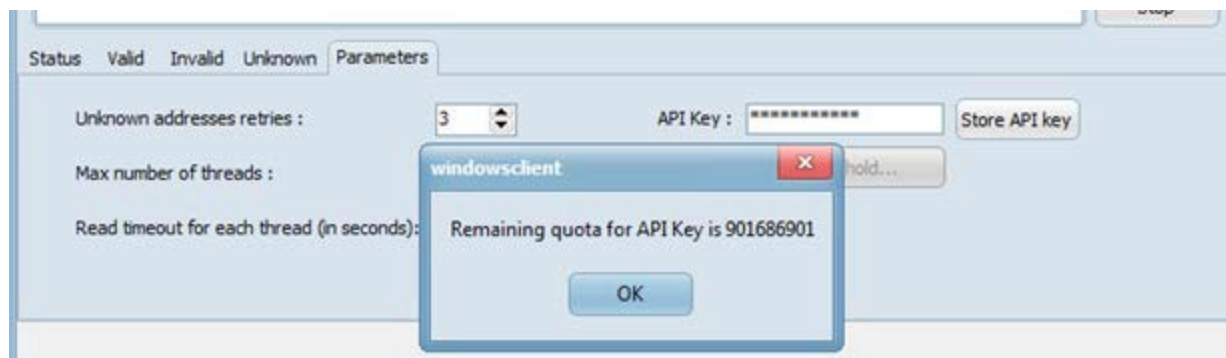 Stop
Status Valid Invalid Unknown Parameters
Unknown addresses retries : 3 API Key : *********** Store API key
windowsclient
Max number of threads :
Read timeout for each thread (in seconds): Remaining quota for API Key is 901686901
OK